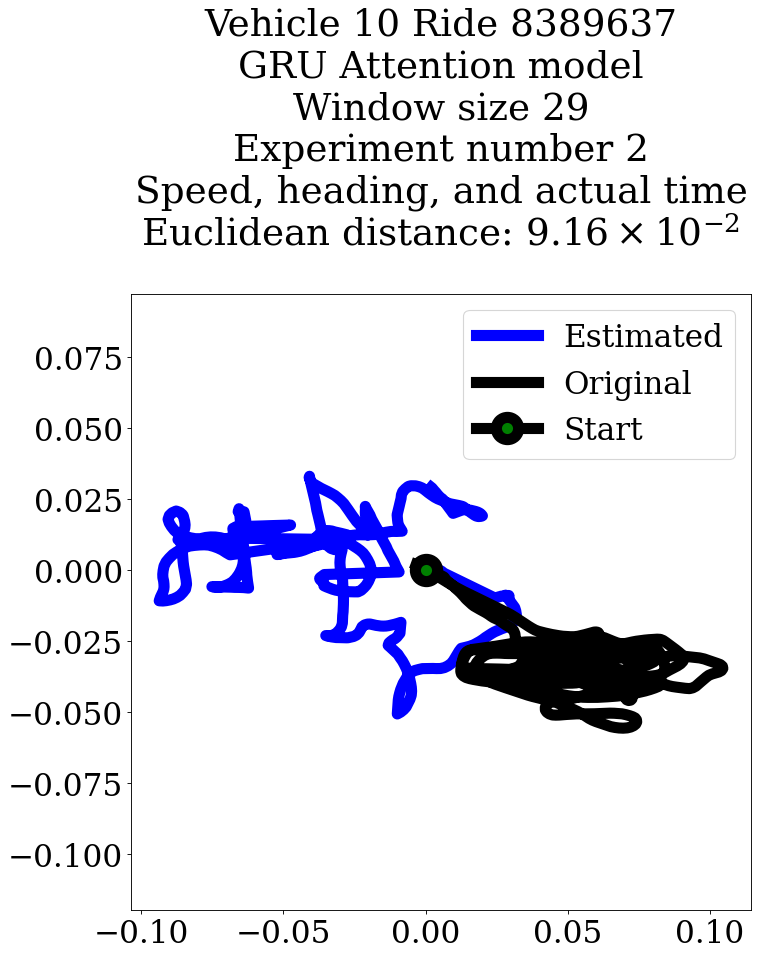 Vehicle 10 Ride 8389637
GRU Attention model
Window size 29
Experiment number 2
Speed, heading, and actual time
Euclidean distance: 9.16 × 10⁻²
Estimated
Original
Start
0.075
0.050
0.025
0.000
−0.025
−0.050
−0.075
−0.100
−0.10
−0.05
0.00
0.05
0.10